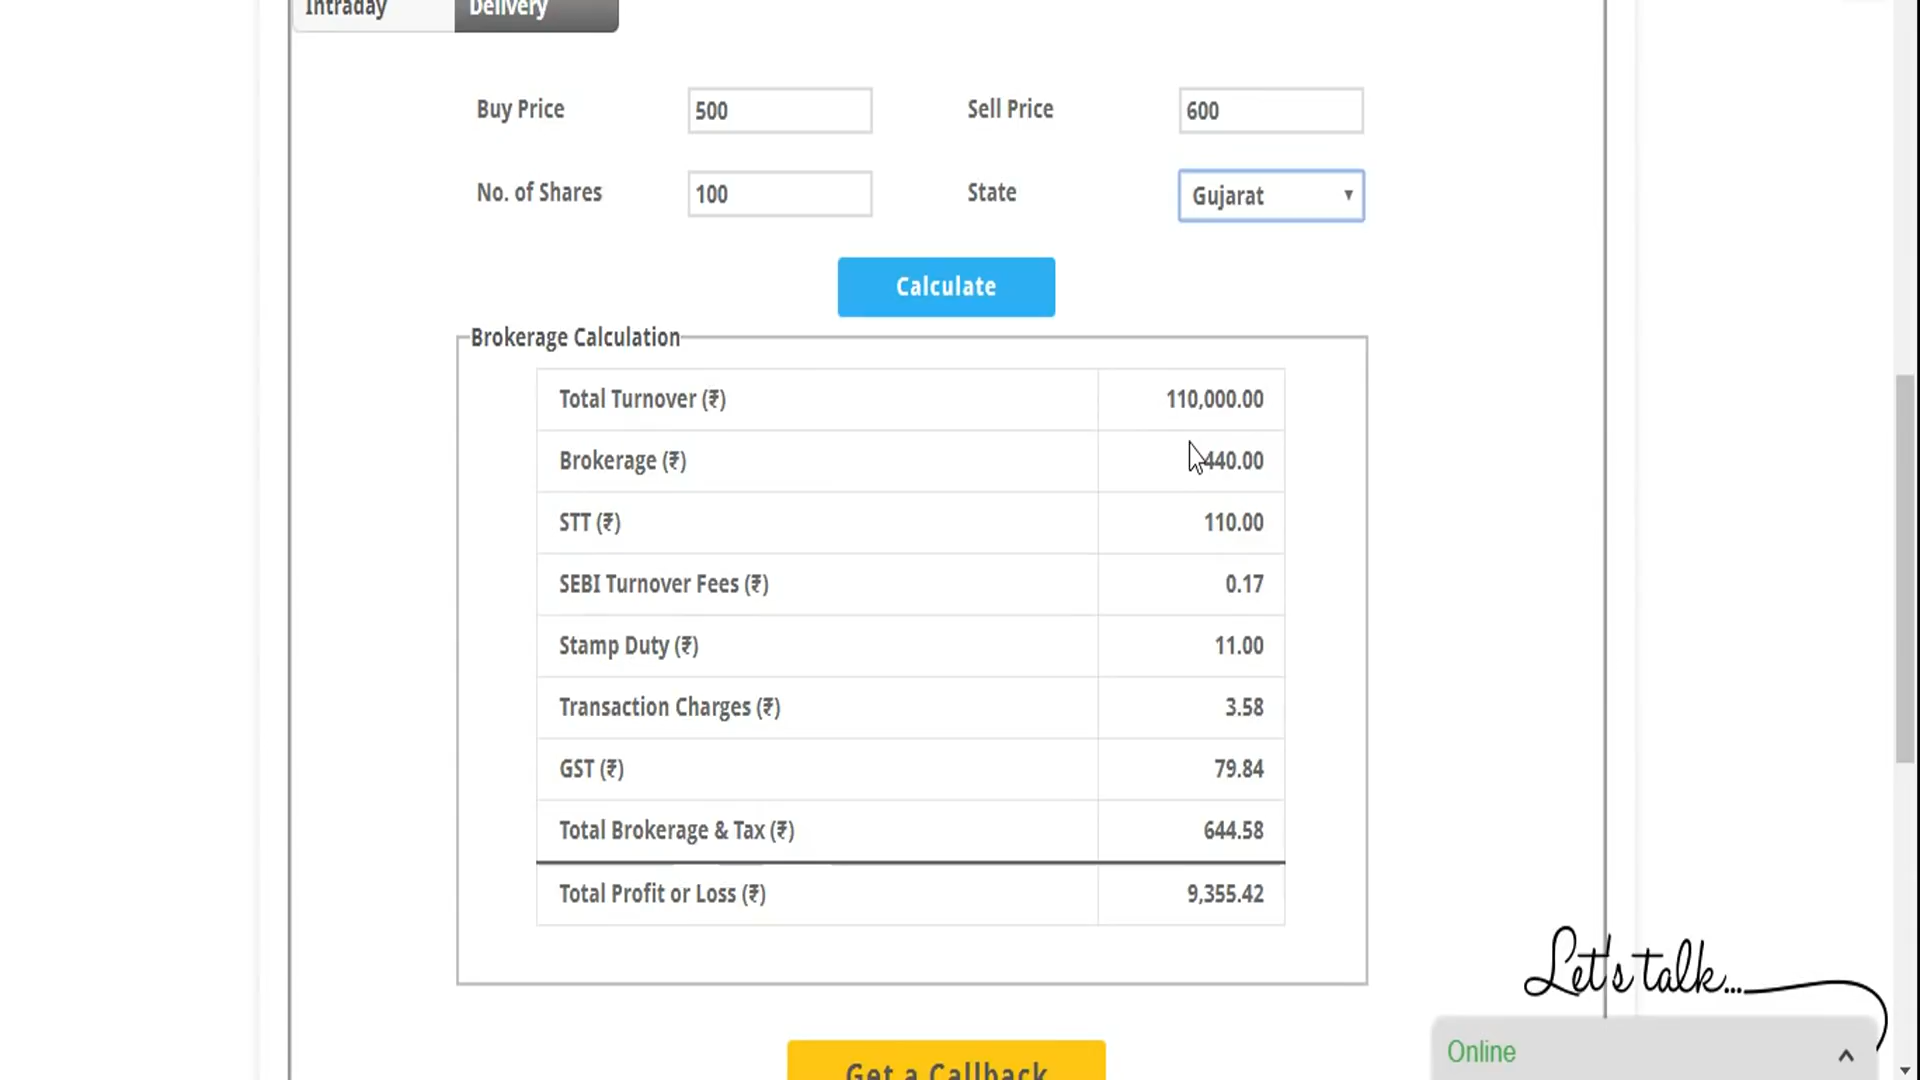 Intraday Delivery
Buy Price 500 Sell Price 600
No. of Shares 100 State Gujarat
Calculate
Brokerage Calculation
Total Turnover (₹) 110,000.00
Brokerage (₹) 440.00
STT (₹) 110.00
SEBI Turnover Fees (₹) 0.17
Stamp Duty (₹) 11.00
Transaction Charges (₹) 3.58
GST (₹) 79.84
Total Brokerage & Tax (₹) 644.58
Total Profit or Loss (₹) 9,355.42
Let's talk...
Online
Get a Callback